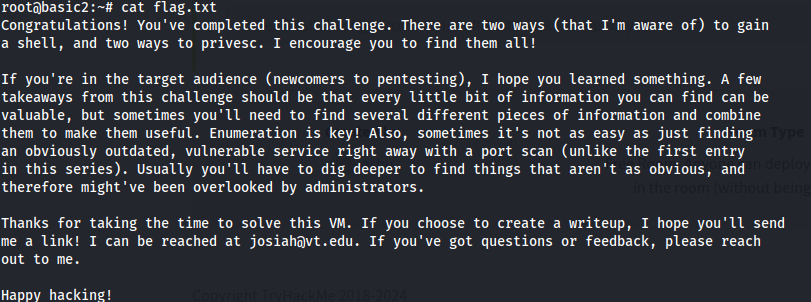 root@basic2:~# cat flag.txt
Congratulations! You've completed this challenge. There are two ways (that I'm aware of) to gain
a shell, and two ways to privesc. I encourage you to find them all!
If you're in the target audience (newcomers to pentesting), I hope you learned something. A few
takeaways from this challenge should be that every little bit of information you can find can be
valuable, but sometimes you'll need to find several different pieces of information and combine
them to make them useful. Enumeration is key! Also, sometimes it's not as easy as just finding
an obviously outdated, vulnerable service right away with a port scan (unlike the first entry
in this series). Usually you'll have to dig deeper to find things that aren't as obvious, and
therefore might've been overlooked by administrators.
Thanks for taking the time to solve this VM. If you choose to create a writeup, I hope you'll send
me a link! I can be reached at josiah@vt.edu. If you've got questions or feedback, please reach
out to me.
Happy hacking!
Copyright TryHackMe 2018-2024